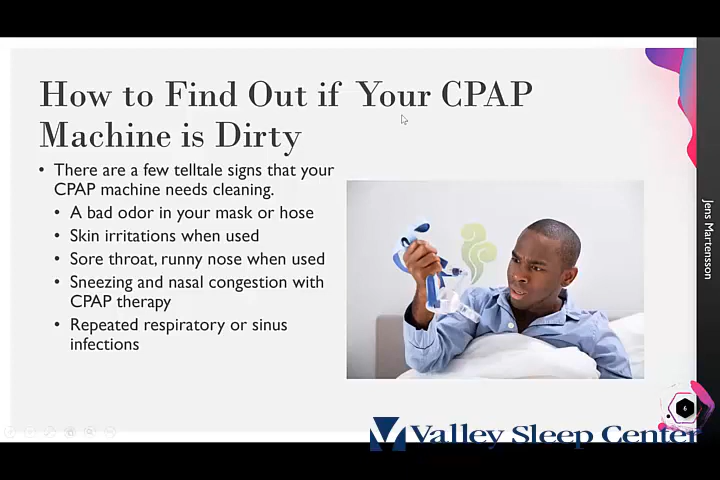 How to Find Out if Your CPAP
Machine is Dirty
• There are a few telltale signs that your
CPAP machine needs cleaning.
• A bad odor in your mask or hose
• Skin irritations when used
• Sore throat, runny nose when used
• Sneezing and nasal congestion with
CPAP therapy
• Repeated respiratory or sinus
infections
Jens Martensson
6
Valley Sleep Center